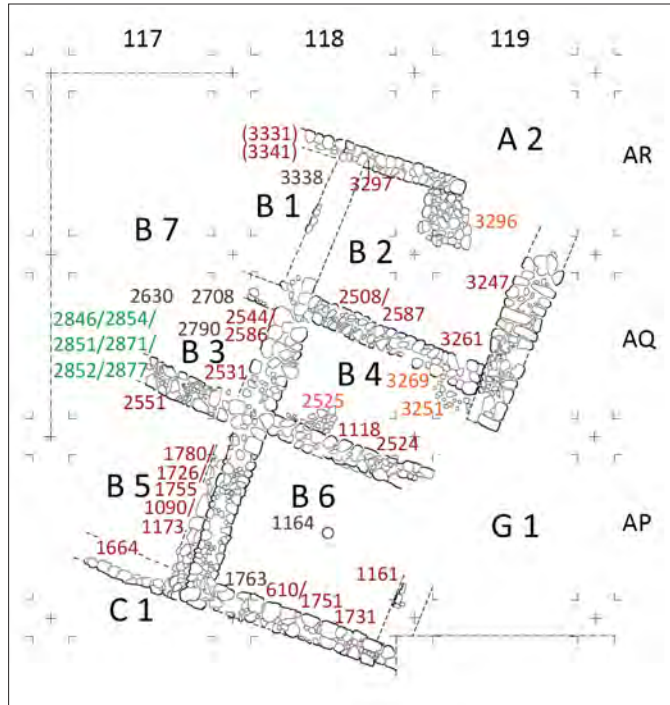 117 118 119
A 2
AR
(3331)
(3341)
3338
3297
B 1
3296
B 7
B 2
3247
2630 2708
2508/
2587
2846/2854/
2790
2544/
2586
3261
AQ
2851/2871/
B 3
B 4
3269
2852/2877
2531
3251
2525
2551
1118
2524
1780/
1726/
1755
B 5
B 6
1090/
1173
1164
G 1
AP
1664
1161
1763
610/
1751
C 1
1731